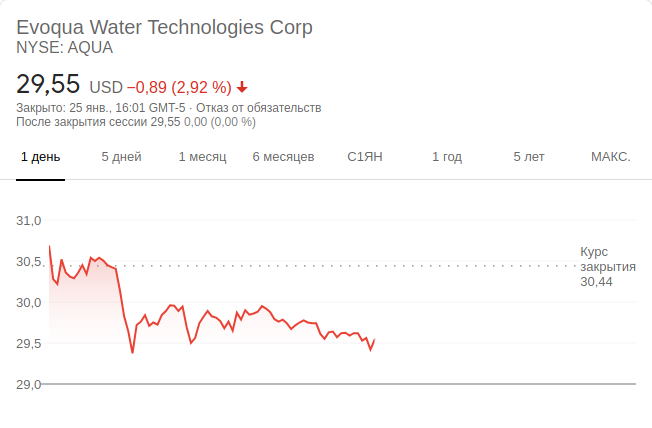 Evoqua Water Technologies Corp
NYSE: AQUA
29,55 USD −0,89 (2,92 %)
Закрыто: 25 янв., 16:01 GMT-5 · Отказ от обязательств
После закрытия сессии 29,55 0,00 (0,00 %)
1 день 5 дней 1 месяц 6 месяцев С1ЯН 1 год 5 лет МАКС.
31,0
30,5
30,0
29,5
29,0
Курс
закрытия
30,44